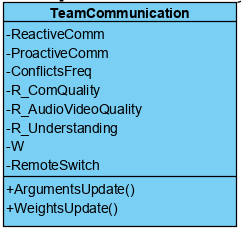 TeamCommunication
-ReactiveComm
-ProactiveComm
-ConflictsFreq
-R_ComQuality
-R_AudioVideoQuality
-R_Understanding
-W
-RemoteSwitch
+ArgumentsUpdate()
+WeightsUpdate()